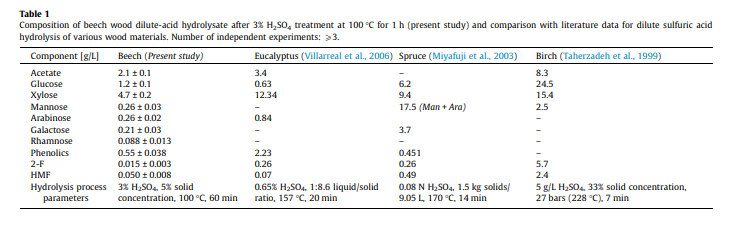 Table 1
Composition of beech wood dilute-acid hydrolysate after 3% H₂SO₄ treatment at 100 °C for 1 h (present study) and comparison with literature data for dilute sulfuric acid
hydrolysis of various wood materials. Number of independent experiments: ⩾3.
Component [g/L] Beech (Present study) Eucalyptus (Villarreal et al., 2006) Spruce (Miyafuji et al., 2003) Birch (Taherzadeh et al., 1999)
Acetate 2.1 ± 0.1 3.4 – 8.3
Glucose 1.2 ± 0.1 0.63 6.2 24.5
Xylose 4.7 ± 0.2 12.34 9.4 15.4
Mannose 0.26 ± 0.03 – 17.5 (Man + Ara) 2.5
Arabinose 0.26 ± 0.02 0.84 –
Galactose 0.21 ± 0.03 – 3.7 –
Rhamnose 0.088 ± 0.013 – – –
Phenolics 0.55 ± 0.038 2.23 0.451 –
2-F 0.015 ± 0.003 0.26 0.26 5.7
HMF 0.050 ± 0.008 0.07 0.49 2.4
Hydrolysis process 3% H₂SO₄, 5% solid 0.65% H₂SO₄, 1:8.6 liquid/solid 0.08 N H₂SO₄, 1.5 kg solids/ 5 g/L H₂SO₄, 33% solid concentration,
parameters concentration, 100 °C, 60 min ratio, 157 °C, 20 min 9.05 L, 170 °C, 14 min 27 bars (228 °C), 7 min